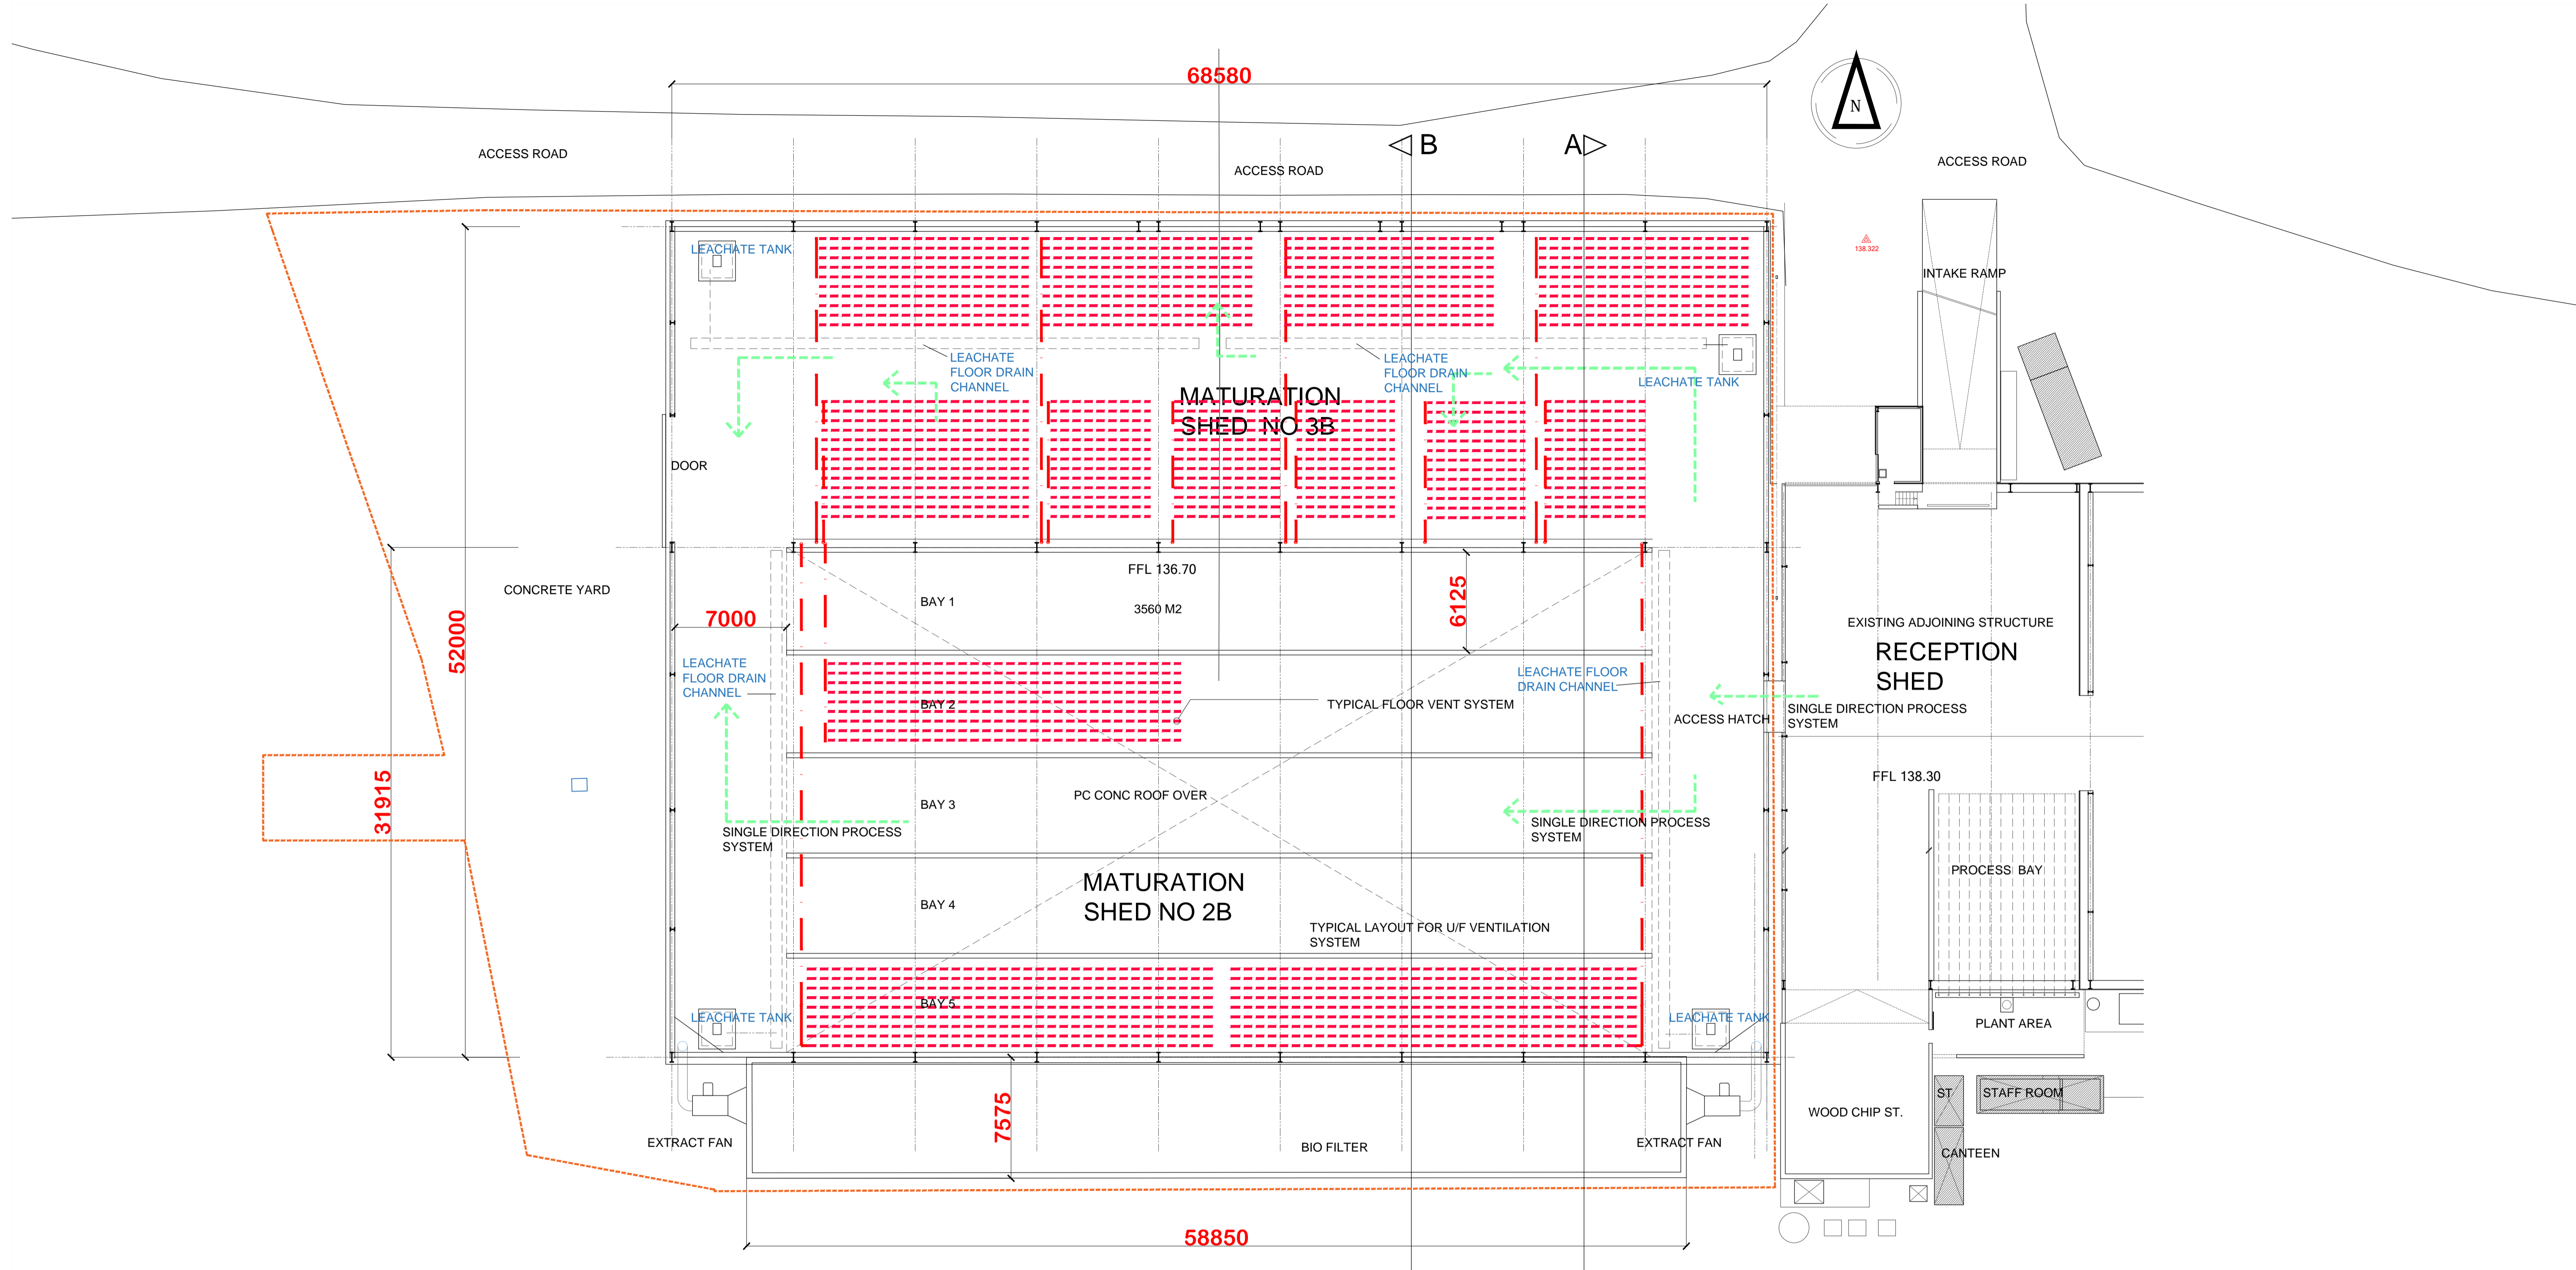 68580
N
B
A
ACCESS ROAD
ACCESS ROAD
ACCESS ROAD
138.322
LEACHATE TANK
INTAKE RAMP
LEACHATE
FLOOR DRAIN
CHANNEL
LEACHATE
FLOOR DRAIN
CHANNEL
LEACHATE TANK
MATURATION
SHED NO 3B
DOOR
FFL 136.70
CONCRETE YARD
BAY 1
3560 M2
6125
7000
52000
EXISTING ADJOINING STRUCTURE
RECEPTION
SHED
LEACHATE
FLOOR DRAIN
CHANNEL
LEACHATE FLOOR
DRAIN CHANNEL
BAY 2
TYPICAL FLOOR VENT SYSTEM
ACCESS HATCH
SINGLE DIRECTION PROCESS
SYSTEM
31915
FFL 138.30
PC CONC ROOF OVER
BAY 3
SINGLE DIRECTION PROCESS
SYSTEM
SINGLE DIRECTION PROCESS
SYSTEM
PROCESS BAY
MATURATION
SHED NO 2B
BAY 4
TYPICAL LAYOUT FOR U/F VENTILATION
SYSTEM
BAY 5
LEACHATE TANK
LEACHATE TANK
PLANT AREA
ST
STAFF ROOM
7575
WOOD CHIP ST.
EXTRACT FAN
BIO FILTER
EXTRACT FAN
CANTEEN
58850